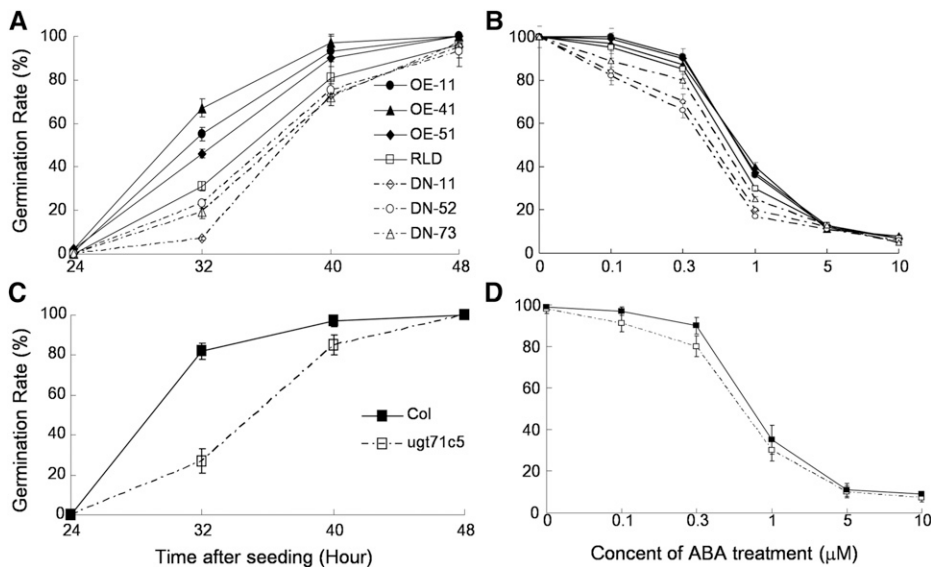 A
Germination Rate (%)
100
80
60
40
20
0
24
32
40
48
OE-11
OE-41
OE-51
RLD
DN-11
DN-52
DN-73
B
100
80
60
40
20
0
0
0.1
0.3
1
5
10
C
Germination Rate (%)
100
80
60
40
20
0
24
32
40
48
Col
ugt71c5
Time after seeding (Hour)
D
100
80
60
40
20
0
0
0.1
0.3
1
5
10
Concent of ABA treatment (μM)